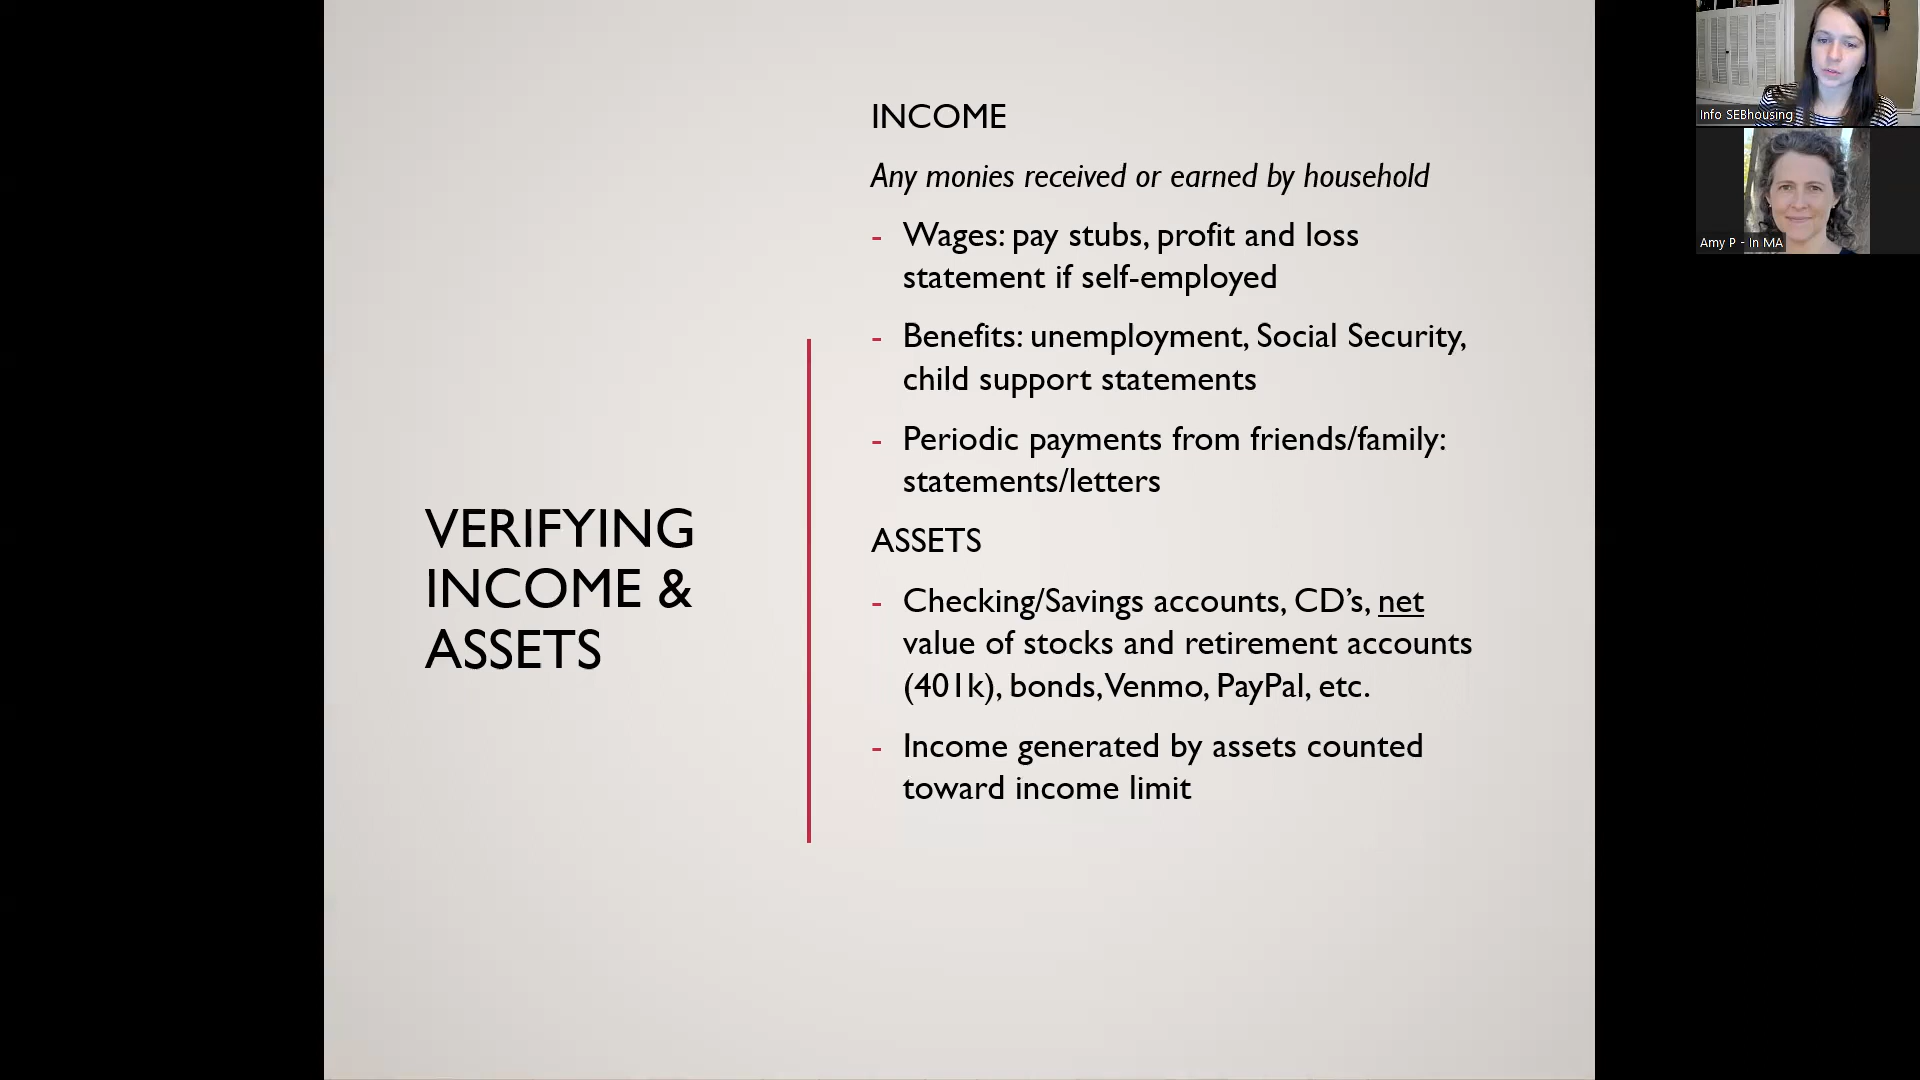 VERIFYING
INCOME &
ASSETS
INCOME
Any monies received or earned by household
- Wages: pay stubs, profit and loss
statement if self-employed
- Benefits: unemployment, Social Security,
child support statements
- Periodic payments from friends/family:
statements/letters
ASSETS
- Checking/Savings accounts, CD's, net
value of stocks and retirement accounts
(401k), bonds, Venmo, PayPal, etc.
- Income generated by assets counted
toward income limit
Info SEBhousing
Amy P - In MA